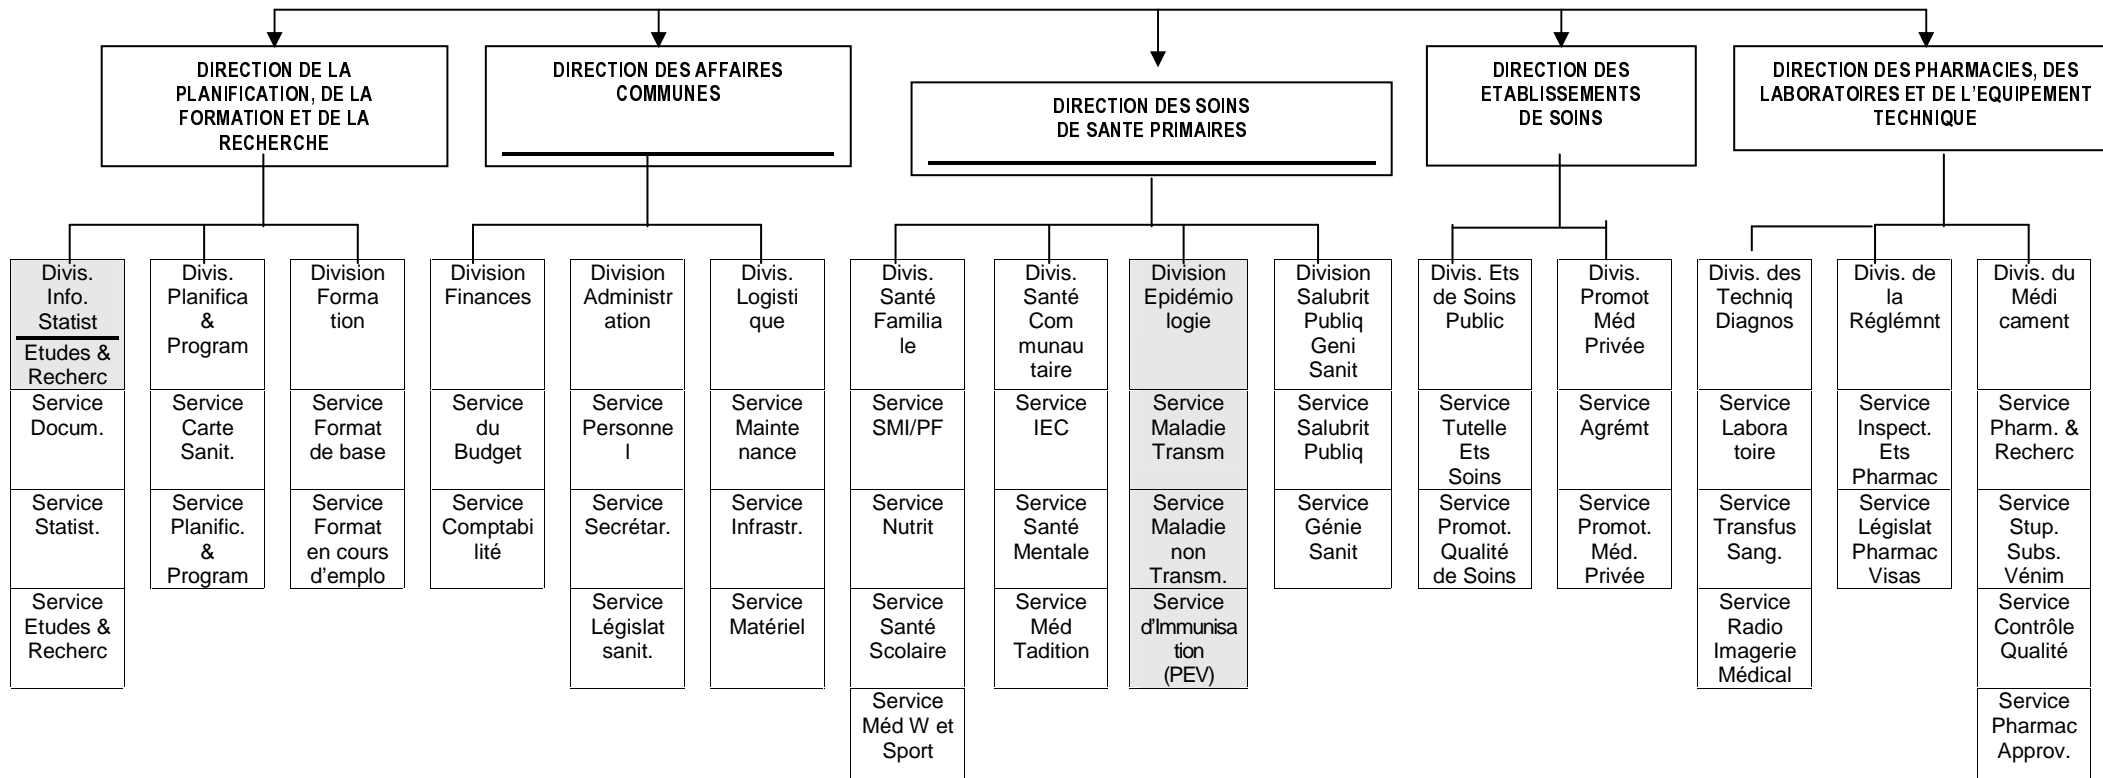 DIRECTION DE LA
PLANIFICATION, DE LA
FORMATION ET DE LA
RECHERCHE
DIRECTION DES AFFAIRES
COMMUNES
DIRECTION DES SOINS
DE SANTE PRIMAIRES
DIRECTION DES
ETABLISSEMENTS
DE SOINS
DIRECTION DES PHARMACIES, DES
LABORATOIRES ET DE L'EQUIPEMENT
TECHNIQUE
Divis.
Info.
Statist
Etudes &
Recherc
Service
Docum.
Service
Statist.
Service
Etudes &
Recherc
Divis.
Planifica
&
Program
Service
Carte
Sanit.
Service
Planific.
&
Program
Division
Forma
tion
Service
Format
de base
Service
Format
en cours
d'emplo
Division
Finances
Service
du
Budget
Service
Comptabi
lité
Division
Administr
ation
Service
Personne
l
Service
Secrétar.
Service
Législat
sanit.
Divis.
Logisti
que
Service
Mainte
nance
Service
Infrastr.
Service
Matériel
Divis.
Santé
Familia
le
Service
SMI/PF
Service
Nutrit
Service
Santé
Scolaire
Service
Méd W et
Sport
Divis.
Santé
Com
munau
taire
Service
IEC
Service
Santé
Mentale
Service
Méd
Tadition
Division
Epidémio
logie
Service
Maladie
Transm
Service
Maladie
non
Transm.
Service
d'Immunisa
tion
(PEV)
Division
Salubrit
Publiq
Geni
Sanit
Service
Salubrit
Publiq
Service
Génie
Sanit
Divis. Ets
de Soins
Public
Service
Tutelle
Ets
Soins
Service
Promot.
Qualité
de Soins
Divis.
Promot
Méd
Privée
Service
Agrémt
Service
Promot.
Méd.
Privée
Divis. des
Techniq
Diagnos
Service
Labora
toire
Service
Transfus
Sang.
Service
Radio
Imagerie
Médical
Divis. de
la
Réglémnt
Service
Inspect.
Ets
Pharmac
Service
Législat
Pharmac
Visas
Divis. du
Médi
cament
Service
Pharm. &
Recherc
Service
Stup.
Subs.
Vénim
Service
Contrôle
Qualité
Service
Pharmac
Approv.